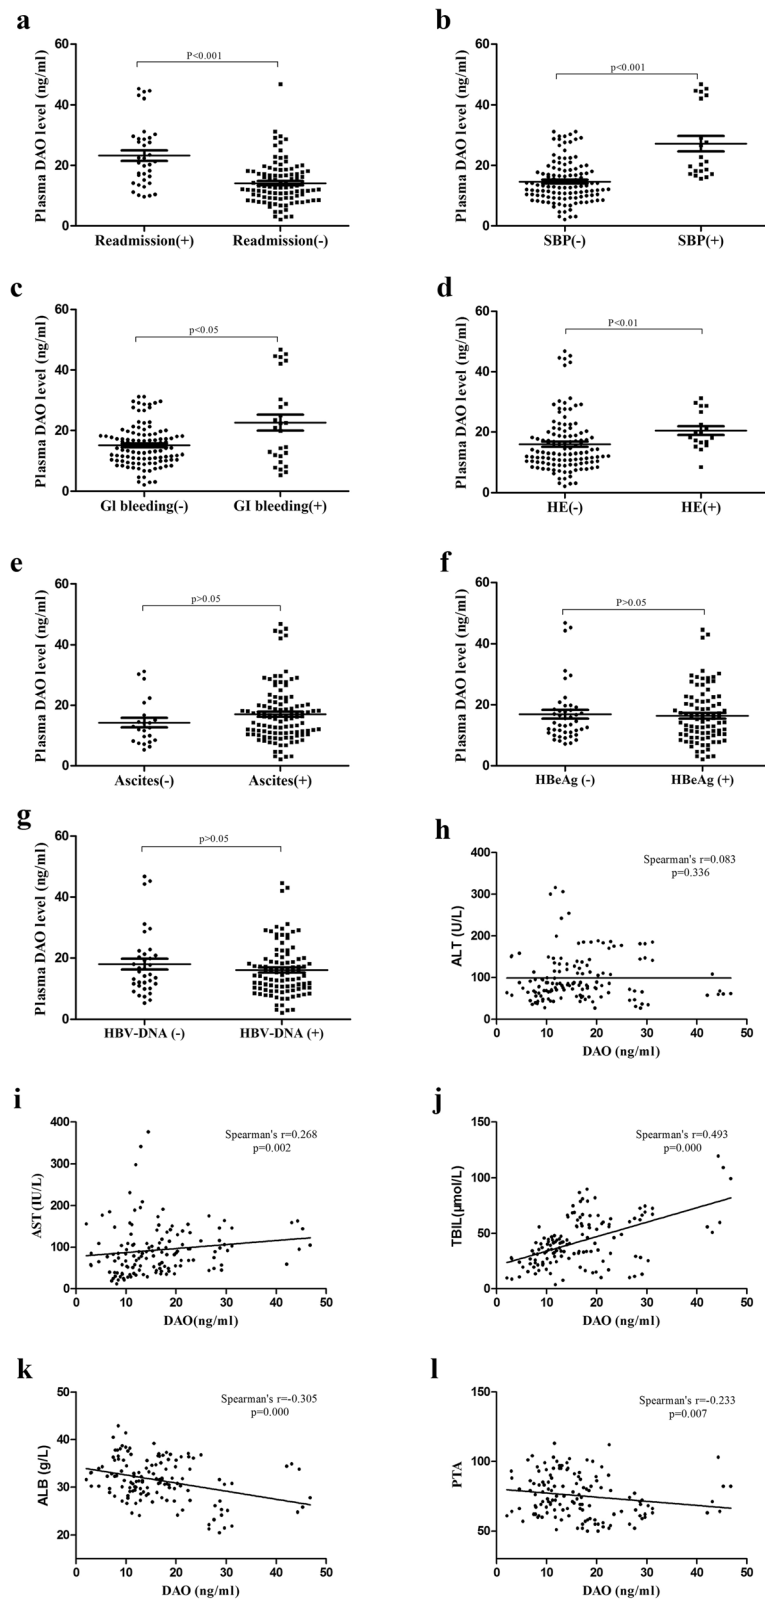 a
P<0.001
Plasma DAO level (ng/ml)
60
40
20
0
Readmission(+) Readmission(-)
b
p<0.001
Plasma DAO level (ng/ml)
60
40
20
0
SBP(-) SBP(+)
c
p<0.05
Plasma DAO level (ng/ml)
60
40
20
0
GI bleeding(-) GI bleeding(+)
d
P<0.01
Plasma DAO level (ng/ml)
60
40
20
0
HE(-) HE(+)
e
p>0.05
Plasma DAO level (ng/ml)
60
40
20
0
Ascites(-) Ascites(+)
f
P>0.05
Plasma DAO level (ng/ml)
60
40
20
0
HBeAg (-) HBeAg (+)
g
p>0.05
Plasma DAO level (ng/ml)
60
40
20
0
HBV-DNA (-) HBV-DNA (+)
h
Spearman's r=0.083
p=0.336
ALT (U/L)
400
300
200
100
0
0 10 20 30 40 50
DAO (ng/ml)
i
Spearman's r=0.268
p=0.002
AST (IU/L)
400
300
200
100
0
0 10 20 30 40 50
DAO(ng/ml)
j
Spearman's r=0.493
p=0.000
TBIL(μmol/L)
150
100
50
0
0 10 20 30 40 50
DAO (ng/ml)
k
Spearman's r=-0.305
p=0.000
ALB (g/L)
50
40
30
20
0 10 20 30 40 50
DAO (ng/ml)
l
Spearman's r=-0.233
p=0.007
PTA
150
100
50
0 10 20 30 40 50
DAO (ng/ml)